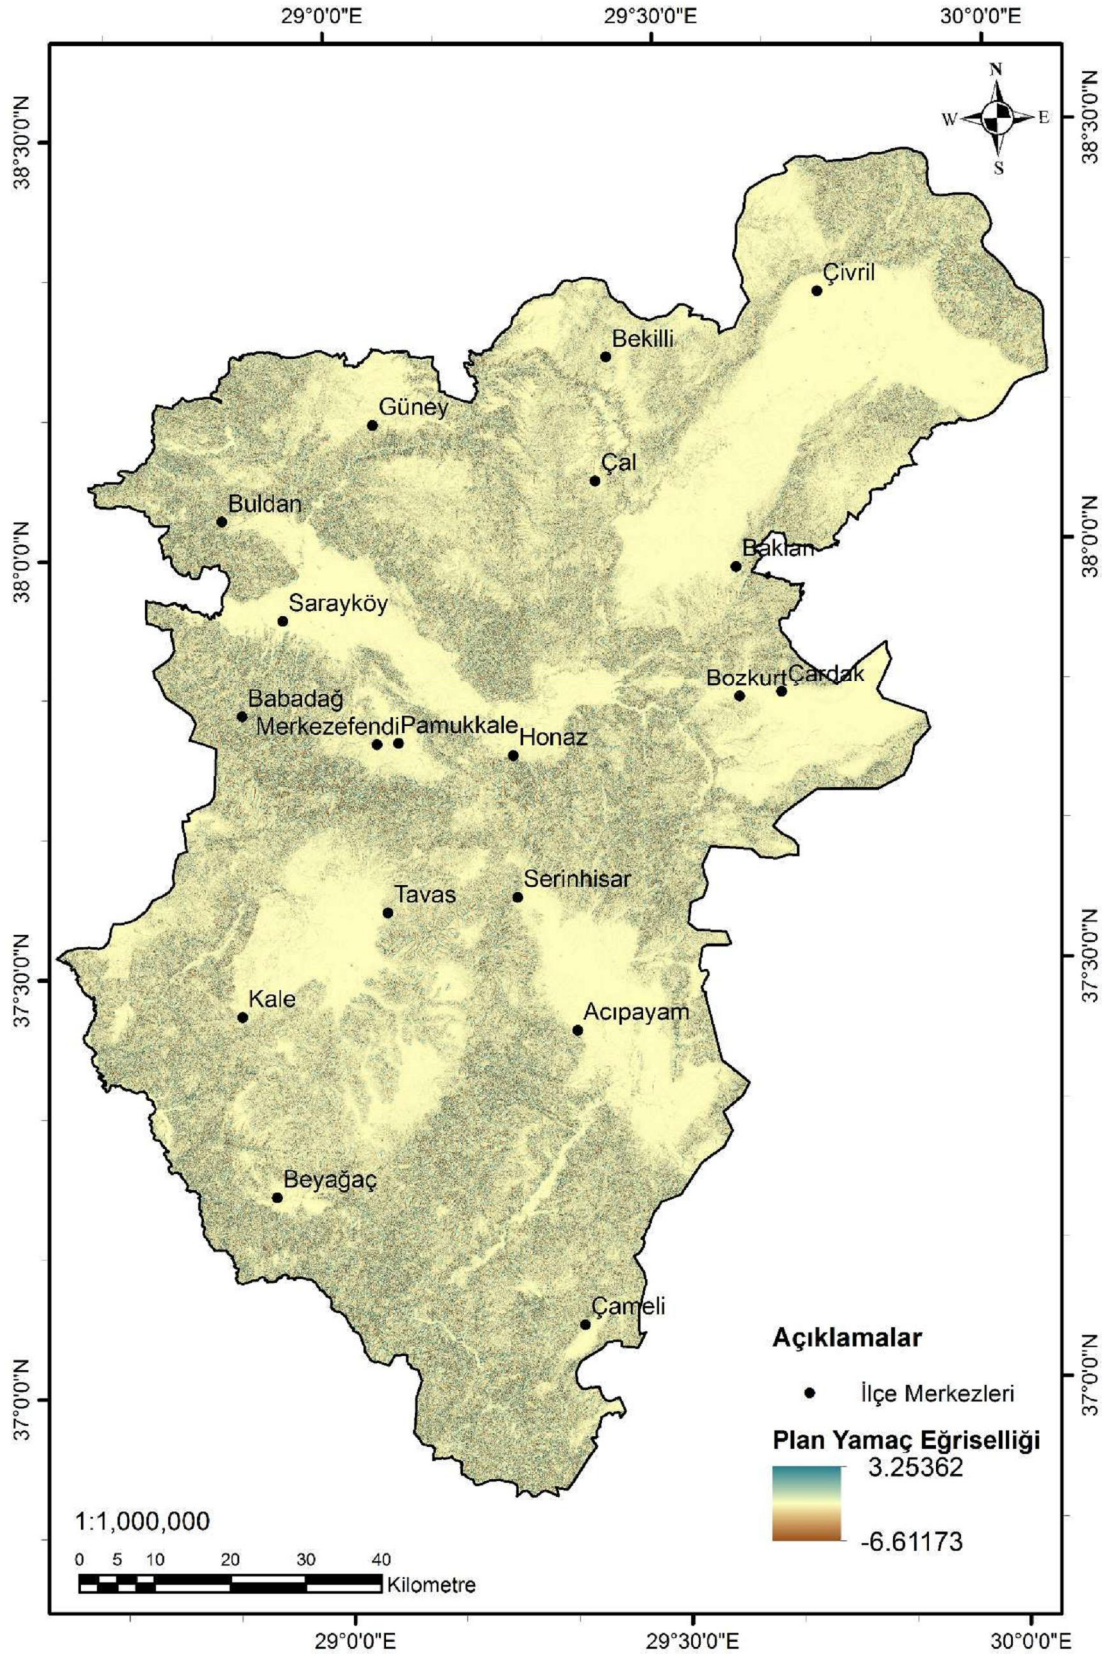 29°0'0"E
29°30'0"E
30°0'0"E
38°30'0"N
38°30'0"N
N
W
E
S
Çivril
Bekilli
Güney
Çal
Buldan
38°0'0"N
Baklan
38°0'0"N
Sarayköy
Bozkurt
Çardak
Babadağ
Merkezefendi
Pamukkale
Honaz
Serinhisar
Tavas
37°30'0"N
37°30'0"N
Kale
Acıpayam
Beyağaç
Çameli
37°0'0"N
37°0'0"N
Açıklamalar
İlçe Merkezleri
Plan Yamaç Eğriselliği
3.25362
-6.61173
1:1,000,000
0 5 10 20 30 40
Kilometre
29°0'0"E
29°30'0"E
30°0'0"E